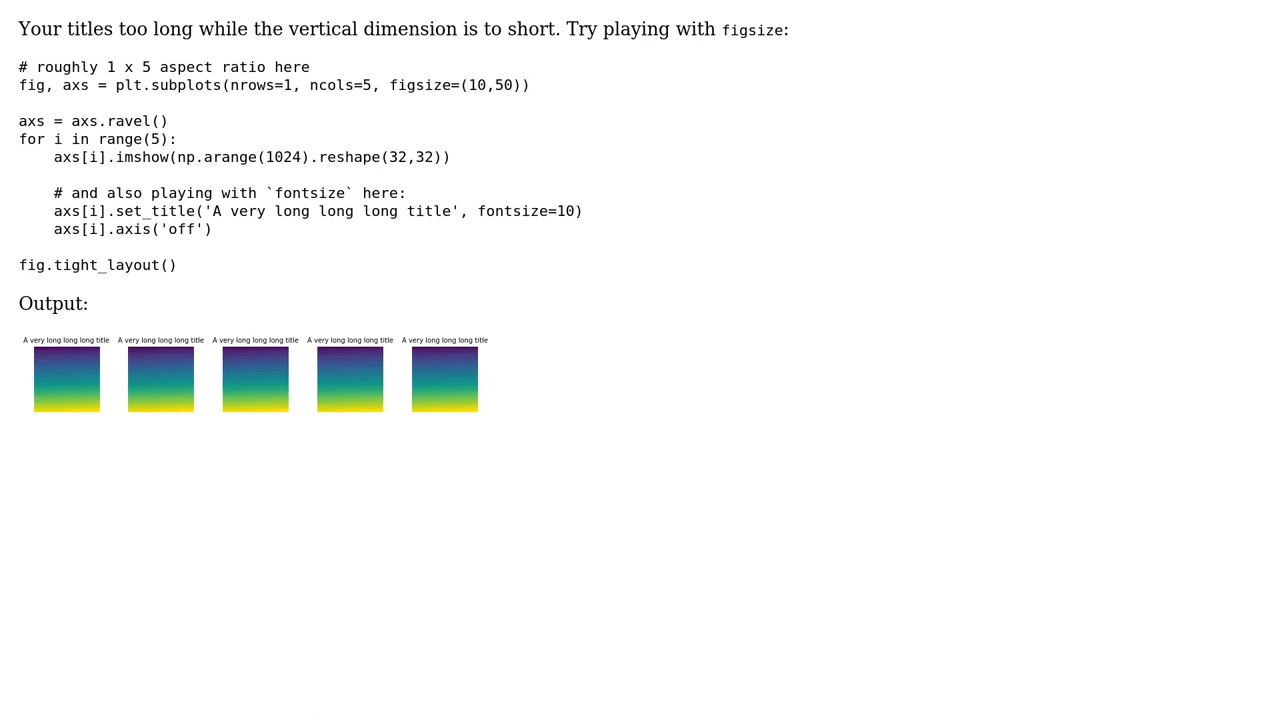 Your titles too long while the vertical dimension is to short. Try playing with figsize:
# roughly 1 x 5 aspect ratio here
fig, axs = plt.subplots(nrows=1, ncols=5, figsize=(10,50))
axs = axs.ravel()
for i in range(5):
    axs[i].imshow(np.arange(1024).reshape(32,32))
    # and also playing with `fontsize` here:
    axs[i].set_title('A very long long long title', fontsize=10)
    axs[i].axis('off')
fig.tight_layout()
Output:
A very long long long title A very long long long title A very long long long title A very long long long title A very long long long title